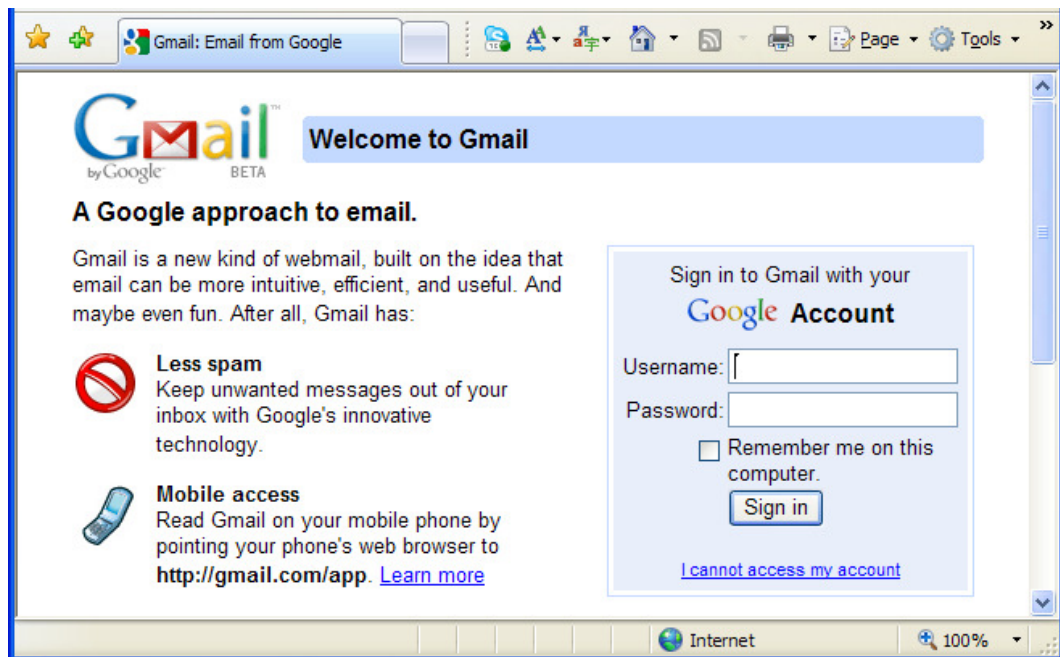 Gmail: Email from Google
Page
Tools
»
Gmail™
by Google™ BETA
Welcome to Gmail
A Google approach to email.
Gmail is a new kind of webmail, built on the idea that
email can be more intuitive, efficient, and useful. And
maybe even fun. After all, Gmail has:
Less spam
Keep unwanted messages out of your
inbox with Google's innovative
technology.
Mobile access
Read Gmail on your mobile phone by
pointing your phone's web browser to
http://gmail.com/app. Learn more
Sign in to Gmail with your
Google Account
Username:
Password:
Remember me on this
computer.
Sign in
I cannot access my account
Internet
100%